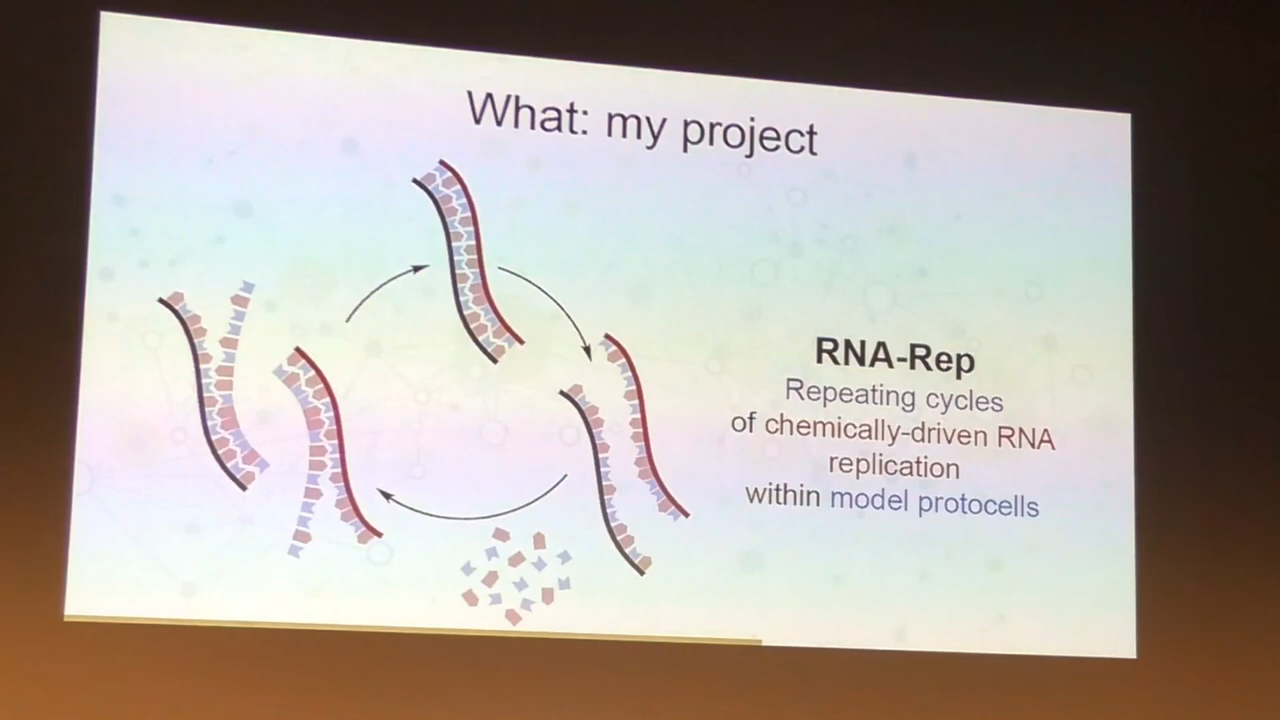 What: my project
RNA-Rep
Repeating cycles
of chemically-driven RNA
replication
within model protocells